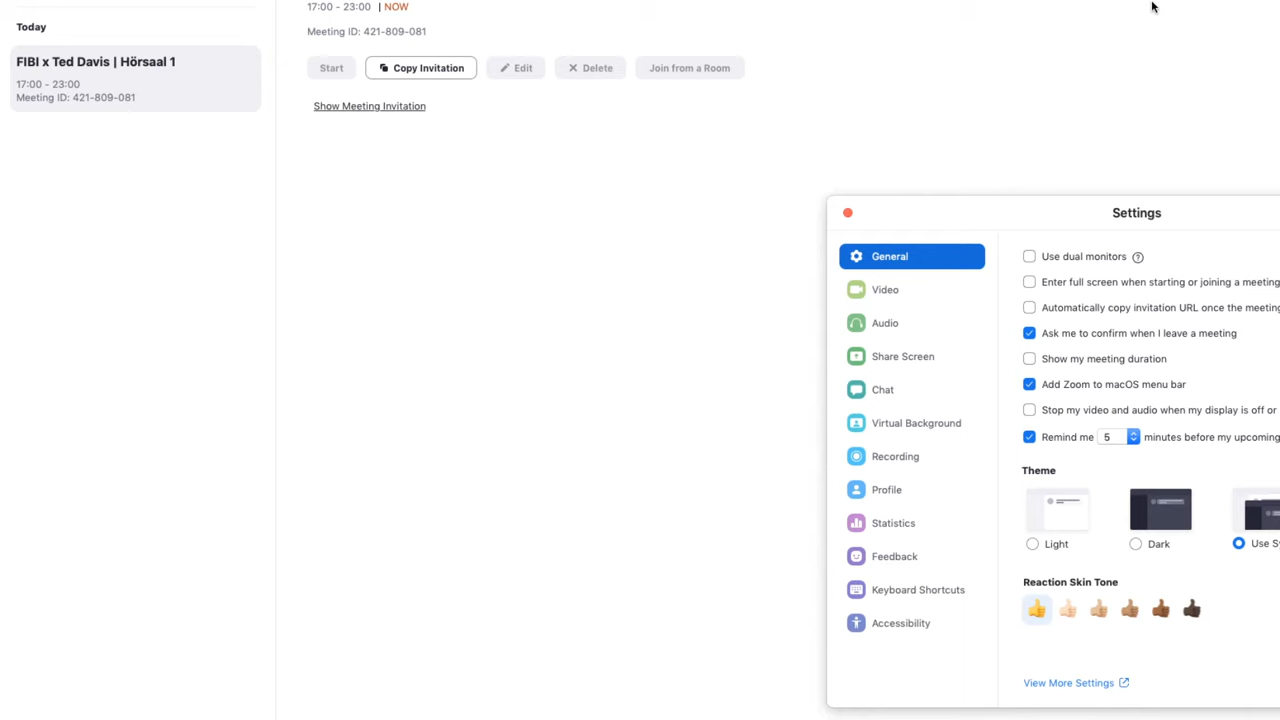 17:00 - 23:00 | NOW
Today
Meeting ID: 421-809-081
FIBI x Ted Davis | Hörsaal 1
17:00 - 23:00
Meeting ID: 421-809-081
Start
Copy Invitation
Edit
Delete
Join from a Room
Show Meeting Invitation
Settings
General
Video
Audio
Share Screen
Chat
Virtual Background
Recording
Profile
Statistics
Feedback
Keyboard Shortcuts
Accessibility
Use dual monitors ?
Enter full screen when starting or joining a meeting
Automatically copy invitation URL once the meeting
Ask me to confirm when I leave a meeting
Show my meeting duration
Add Zoom to macOS menu bar
Stop my video and audio when my display is off or
Remind me 5 minutes before my upcoming
Theme
Light
Dark
Use Sy
Reaction Skin Tone
View More Settings